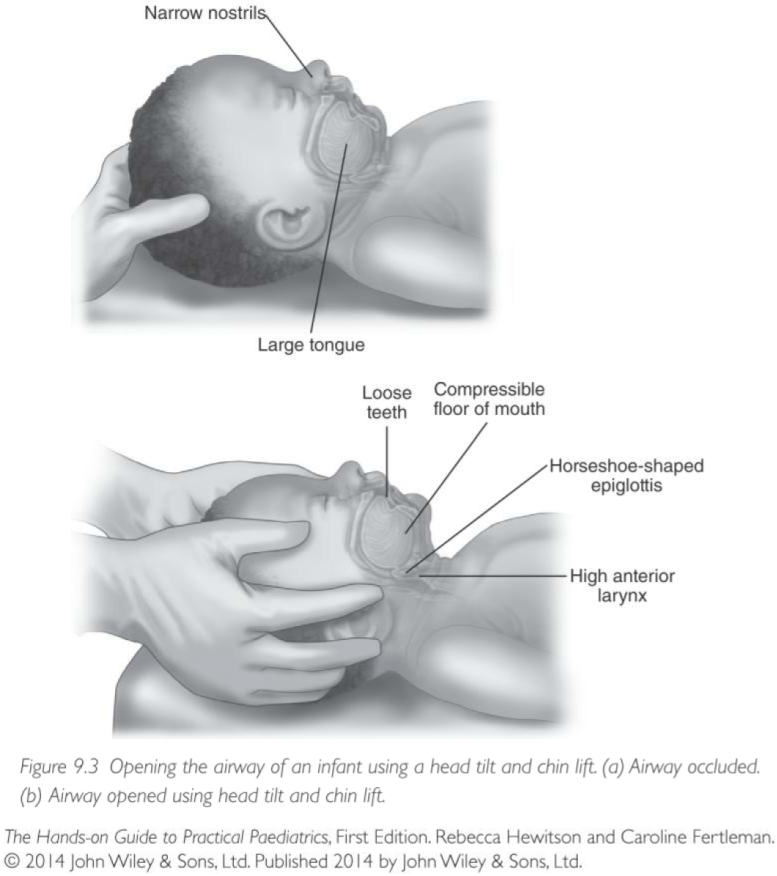 Narrow nostrils
Large tongue
Loose
teeth
Compressible
floor of mouth
Horseshoe-shaped
epiglottis
High anterior
larynx
Figure 9.3 Opening the airway of an infant using a head tilt and chin lift. (a) Airway occluded.
(b) Airway opened using head tilt and chin lift.
The Hands-on Guide to Practical Paediatrics, First Edition. Rebecca Hewitson and Caroline Fertleman.
© 2014 John Wiley & Sons, Ltd. Published 2014 by John Wiley & Sons, Ltd.